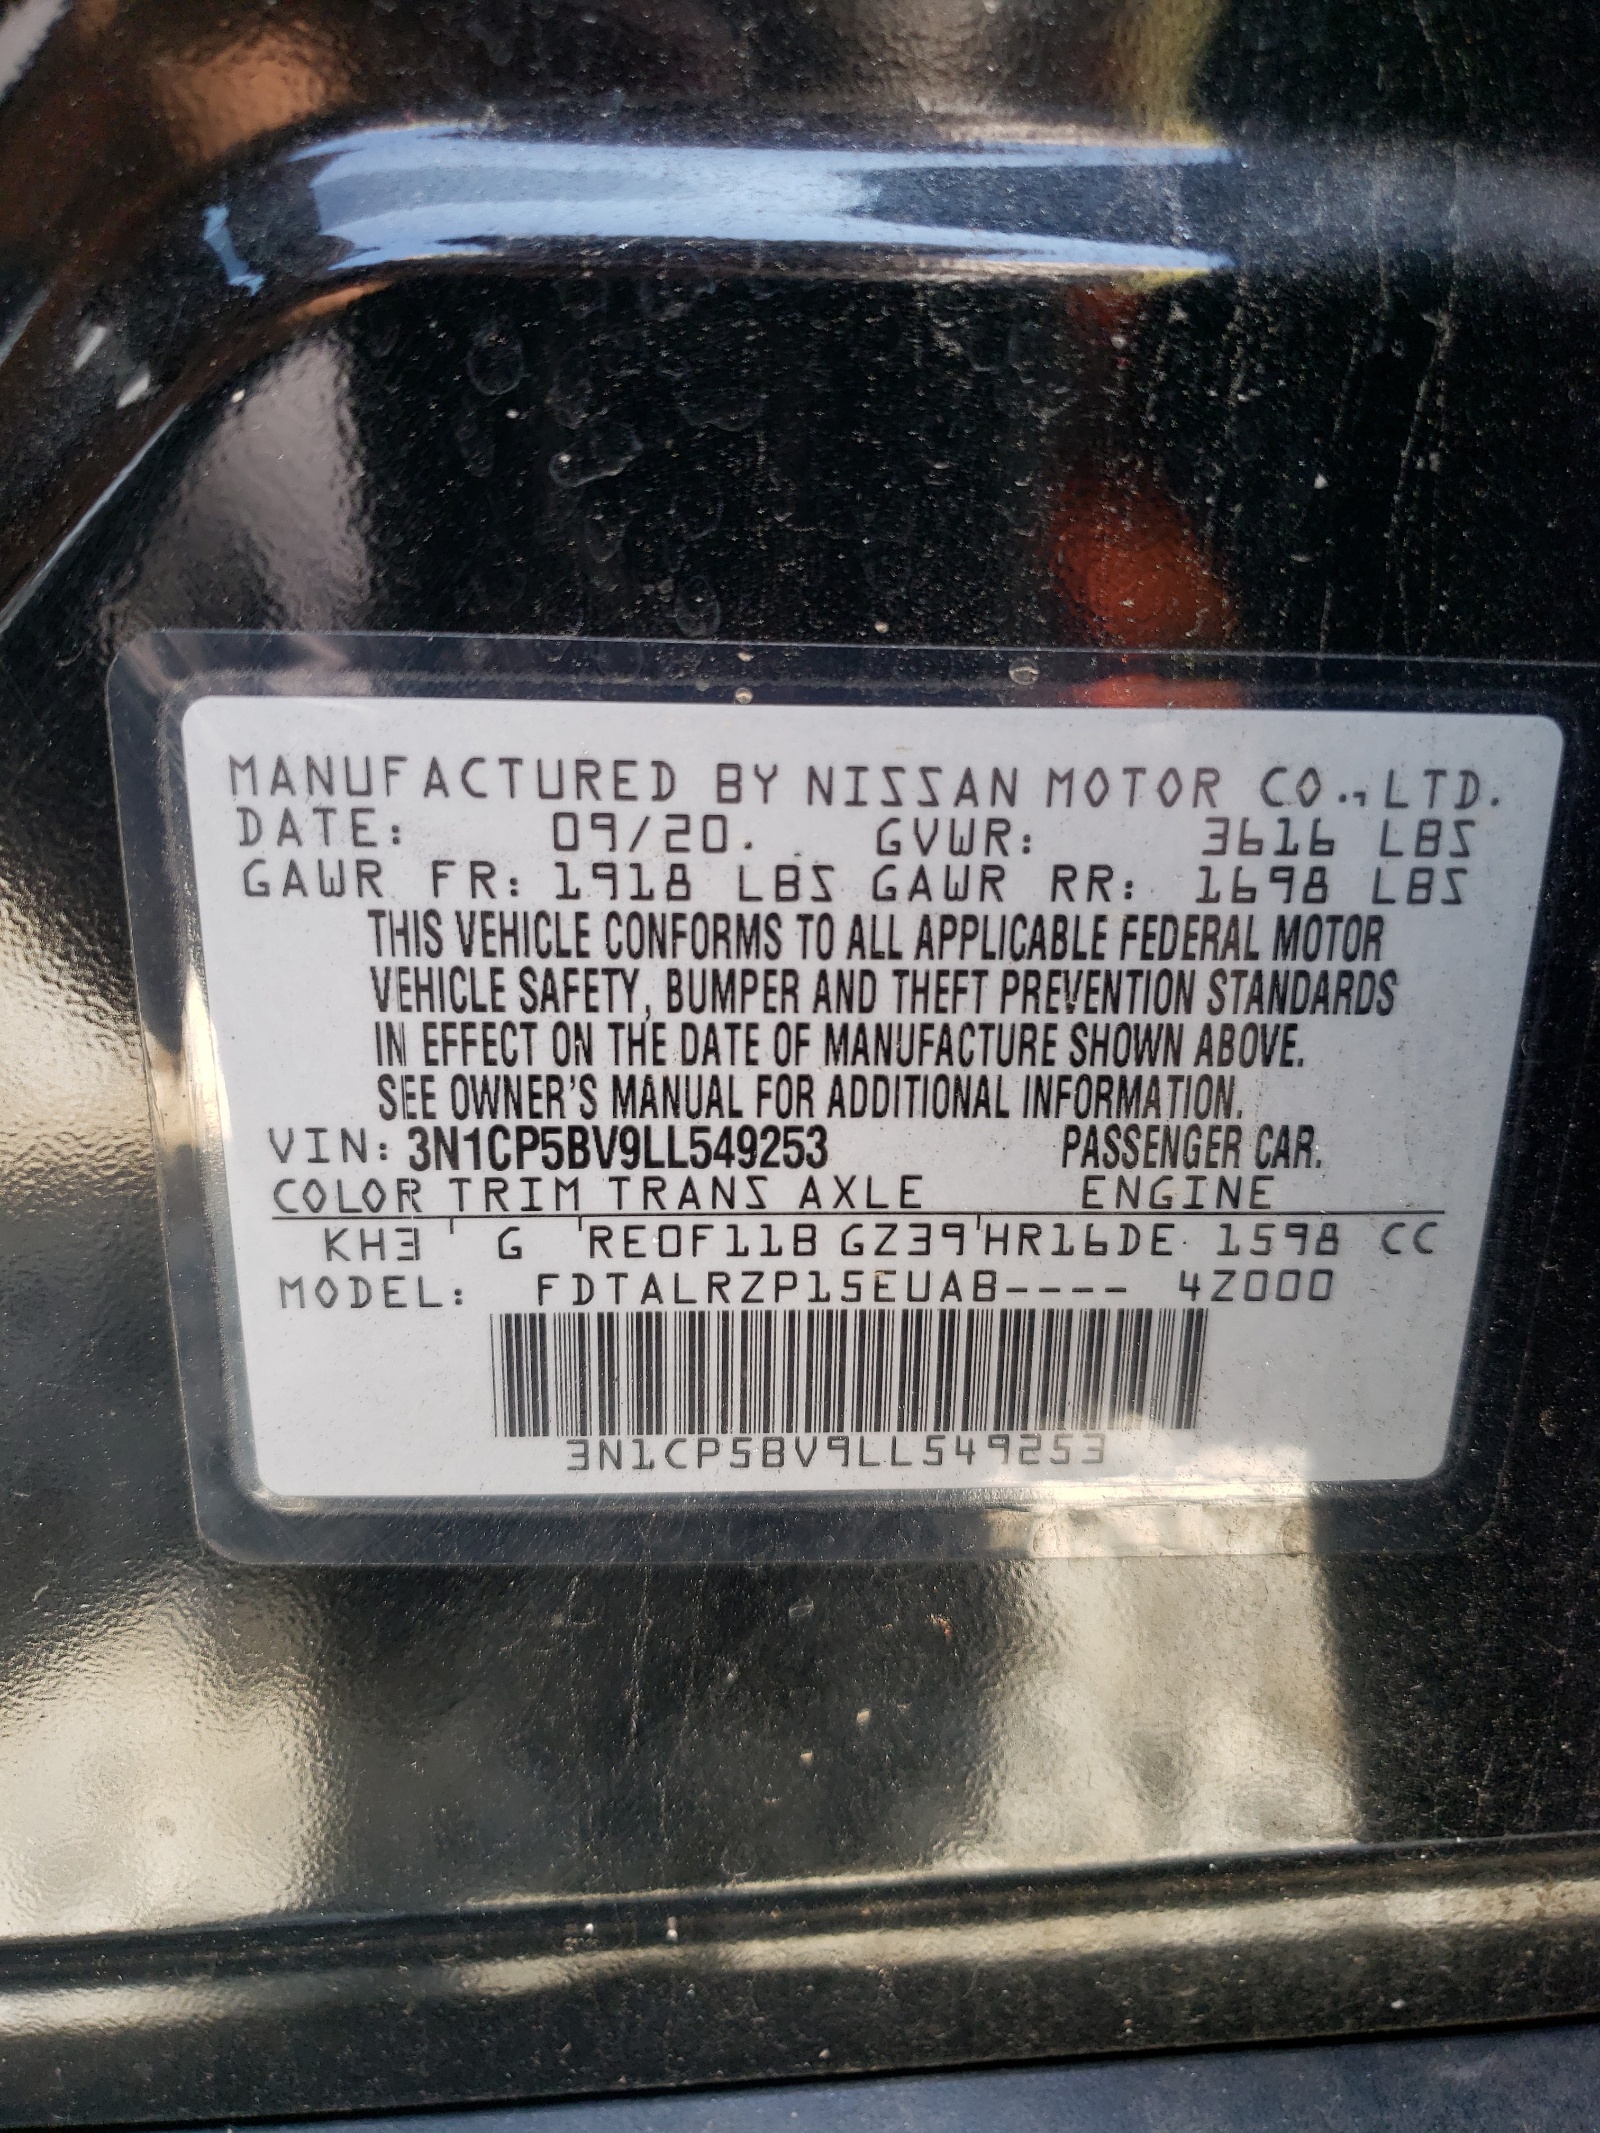 MANUFACTURED BY NISSAN MOTOR CO., LTD.
DATE: 09/20. GVWR: 3616 LBS
GAWR FR: 1918 LBS GAWR RR: 1698 LBS
THIS VEHICLE CONFORMS TO ALL APPLICABLE FEDERAL MOTOR
VEHICLE SAFETY, BUMPER AND THEFT PREVENTION STANDARDS
IN EFFECT ON THE DATE OF MANUFACTURE SHOWN ABOVE.
SEE OWNER'S MANUAL FOR ADDITIONAL INFORMATION.
VIN: 3N1CP5BV9LL549253 PASSENGER CAR.
COLOR TRIM TRANS AXLE ENGINE
KH3 G RE0F11B GZ39 HR16DE 1598 CC
MODEL: FDTALRZP15EUAB---- 4Z000
3N1CP5BV9LL549253